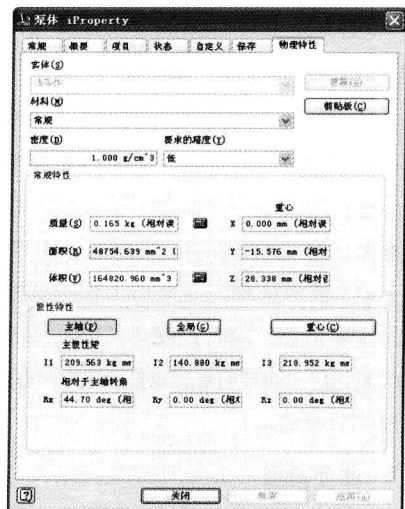 泵体 iProperty
常规 概要 项目 状态 自定义 保存 物理特性
实体(S)
材料(M)
常规 剪贴板(C)
密度(D) 要求的精度(Y)
1.000 g/cm^3 低
常规特性
重心
质量(S) 0.165 kg (相对误 X 0.000 mm (相对误
面积(R) 48754.639 mm^2 ( Y -15.576 mm (相对
体积(V) 164820.960 mm^3 Z 28.338 mm (相对
惯性特性
主轴(P) 全局(G) 重心(C)
主惯性矩
I1 209.563 kg mm I2 140.880 kg mm I3 218.952 kg mm
相对于主轴转角
Rx 44.70 deg (相 Ry 0.00 deg (相 Rz 0.00 deg (相
关闭 取消